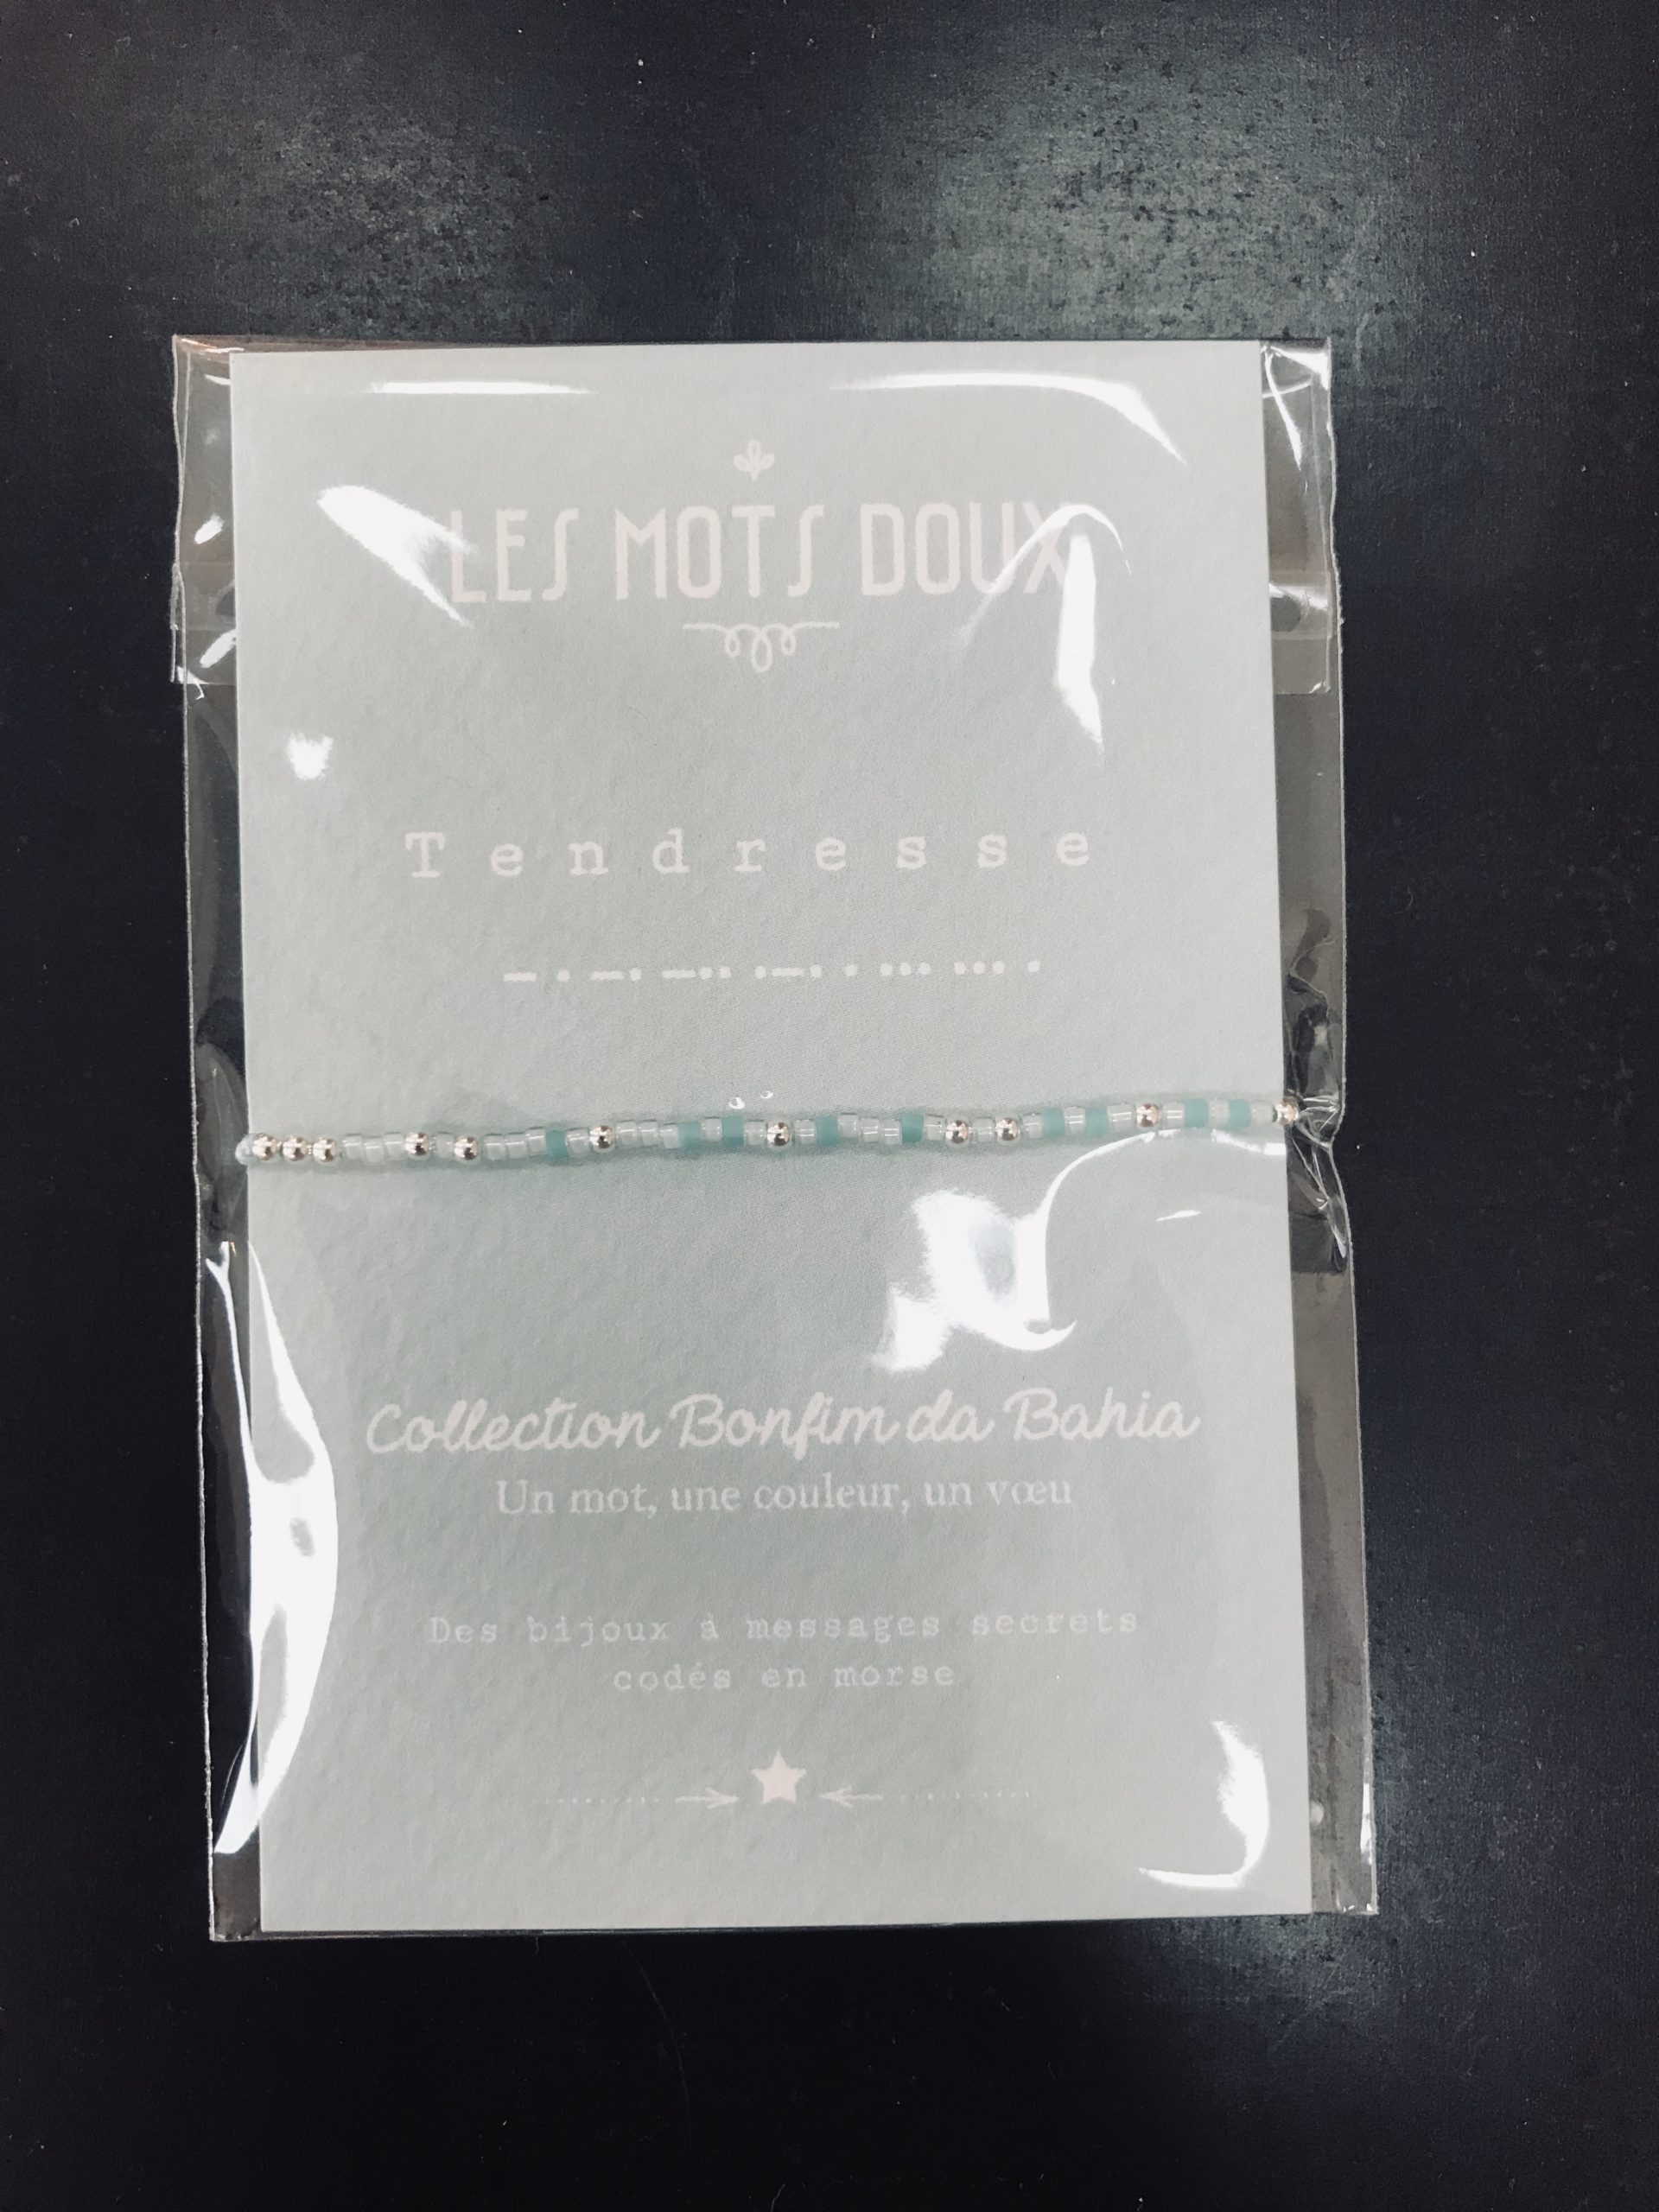 LES MOTS DOUX
Tendresse
— · —· —·· ·—· · ··· ··· ·
Collection Bonfim da Bahia
Un mot, une couleur, un vœu
Des bijoux à messages secrets
codés en morse